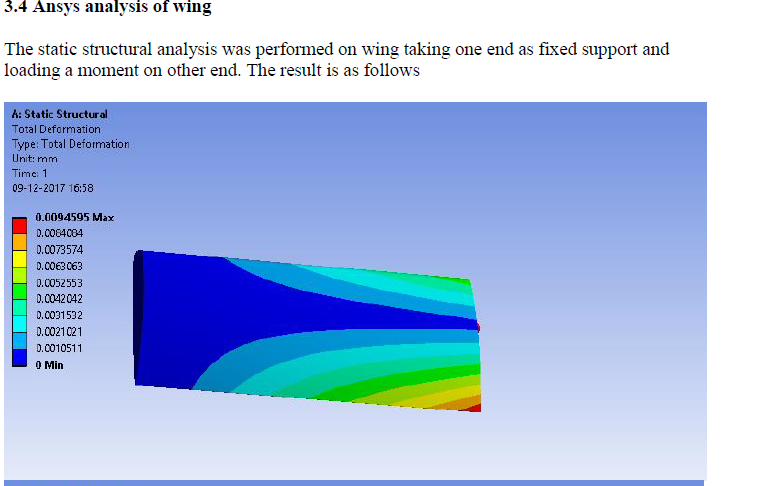 3.4 Ansys analysis of wing
The static structural analysis was performed on wing taking one end as fixed support and
loading a moment on other end. The result is as follows
A: Static Structural
Total Deformation
Type: Total Deformation
Unit: mm
Time: 1
09-12-2017 16:58
0.0094595 Max
0.0084084
0.0073574
0.0063063
0.0052553
0.0042042
0.0031532
0.0021021
0.0010511
0 Min